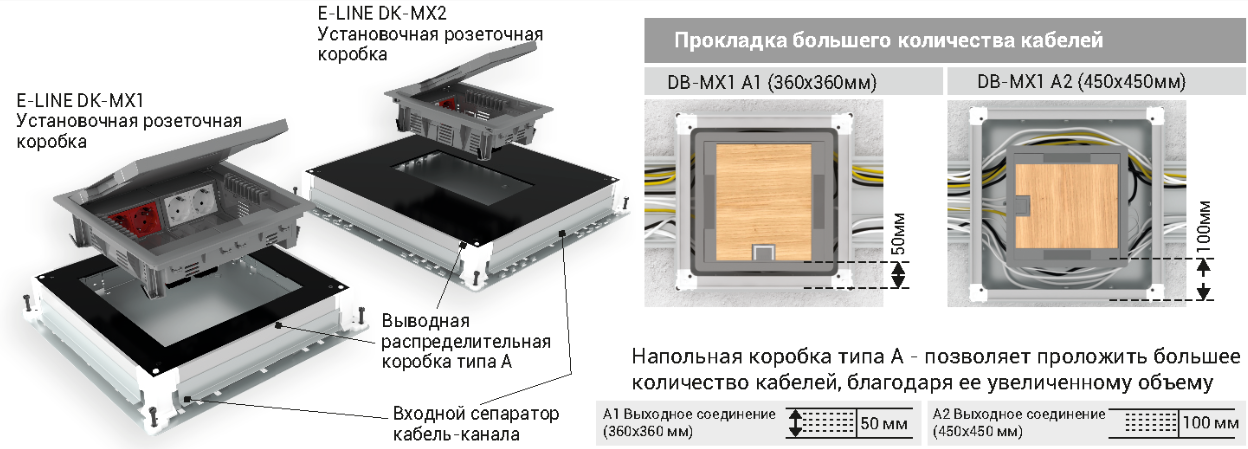 E-LINE DK-MX2
Установочная розеточная
коробка
E-LINE DK-MX1
Установочная розеточная
коробка
Выводная
распределительная
коробка типа А
Входной сепаратор
кабель-канала
Прокладка большего количества кабелей
DB-MX1 A1 (360x360мм)
DB-MX1 A2 (450x450мм)
50мм
100мм
Напольная коробка типа А - позволяет проложить большее
количество кабелей, благодаря ее увеличенному объему
А1 Выходное соединение
(360x360 мм)
50 мм
А2 Выходное соединение
(450x450 мм)
100 мм